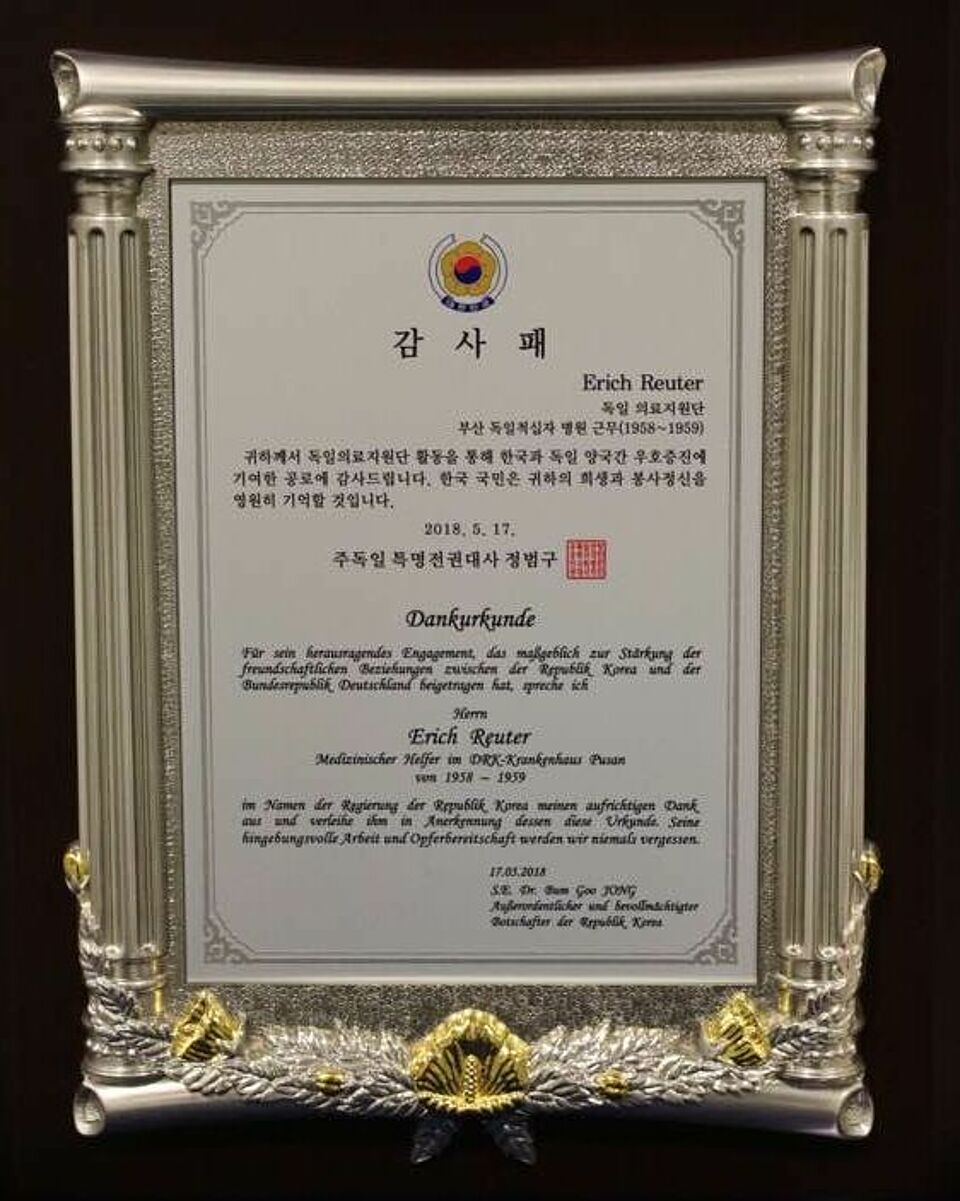 감 사 패
Erich Reuter
독일 의료지원단
부산 독일적십자 병원 근무(1958~1959)
귀하께서 독일의료지원단 활동을 통해 한국과 독일 양국간 우호증진에
기여한 공로에 감사드립니다. 한국 국민은 귀하의 희생과 봉사정신을
영원히 기억할 것입니다.
2018. 5. 17.
주독일 특명전권대사 정범구
Dankurkunde
Für sein herausragendes Engagement, das maßgeblich zur Stärkung der
freundschaftlichen Beziehungen zwischen der Republik Korea und der
Bundesrepublik Deutschland beigetragen hat, spreche ich
Herrn
Erich Reuter
Medizinischer Helfer im DRK-Krankenhaus Pusan
von 1958 – 1959
im Namen der Regierung der Republik Korea meinen aufrichtigen Dank
aus und verleihe ihm in Anerkennung dessen diese Urkunde. Seine
hingebungsvolle Arbeit und Opferbereitschaft werden wir niemals vergessen.
17.05.2018
S.E. Dr. Bum Goo JONG
Außerordentlicher und bevollmächtigter
Botschafter der Republik Korea